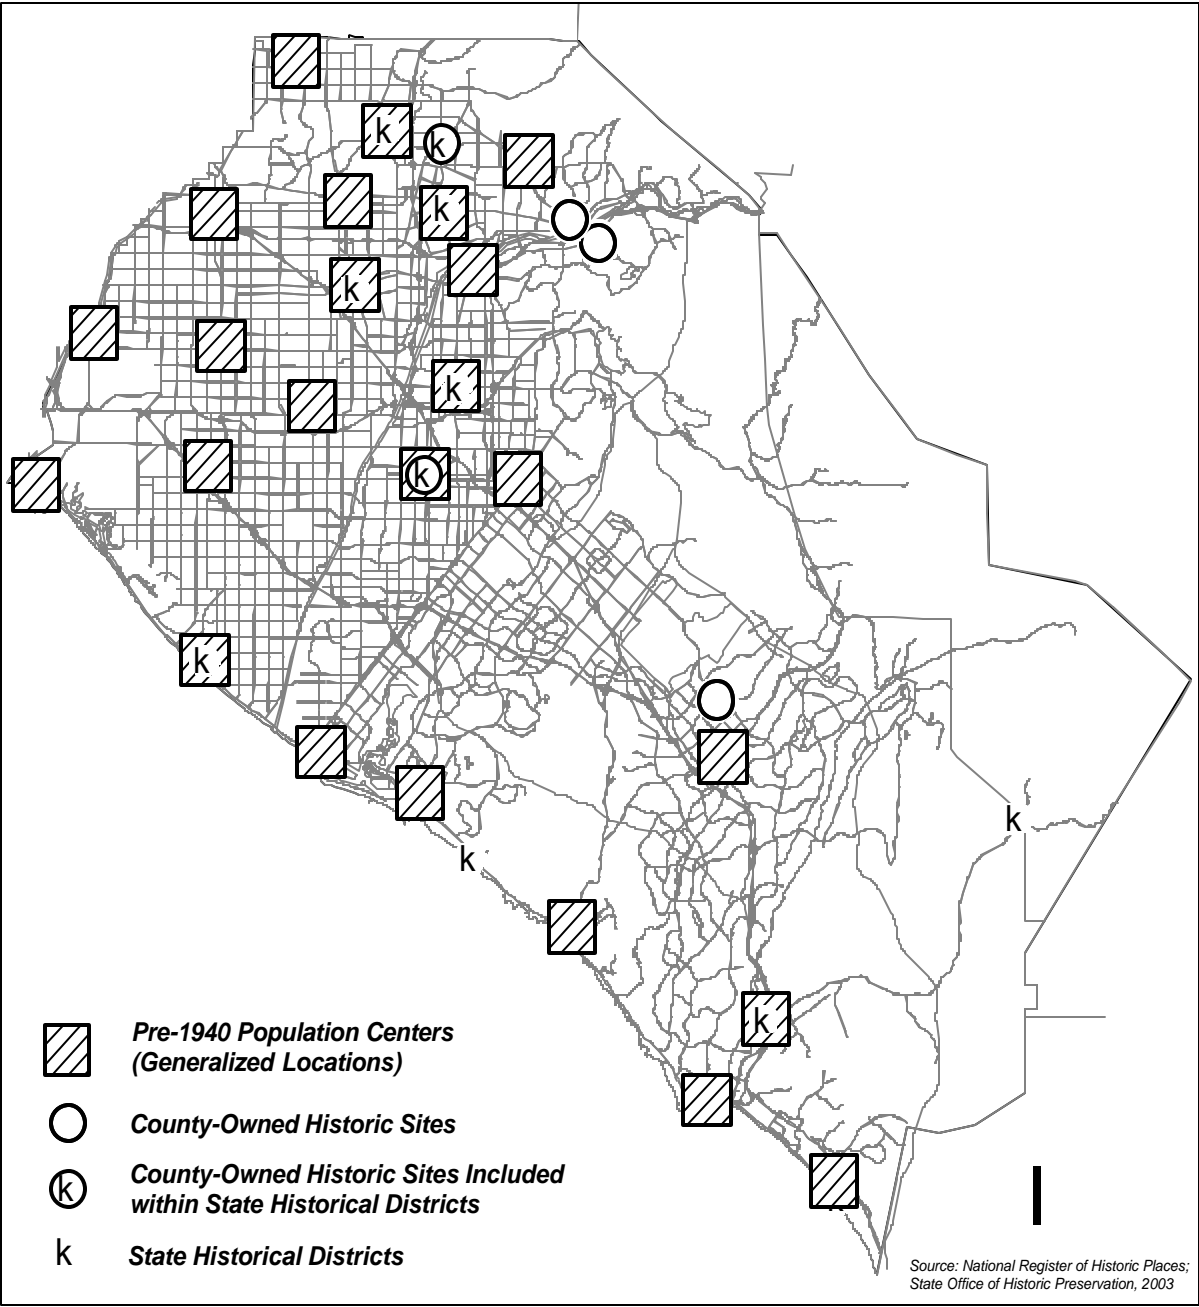 k
k
k
k
k
k
k
k
k
k
Pre-1940 Population Centers
(Generalized Locations)
County-Owned Historic Sites
County-Owned Historic Sites Included
within State Historical Districts
k
State Historical Districts
k
Source: National Register of Historic Places;
State Office of Historic Preservation, 2003